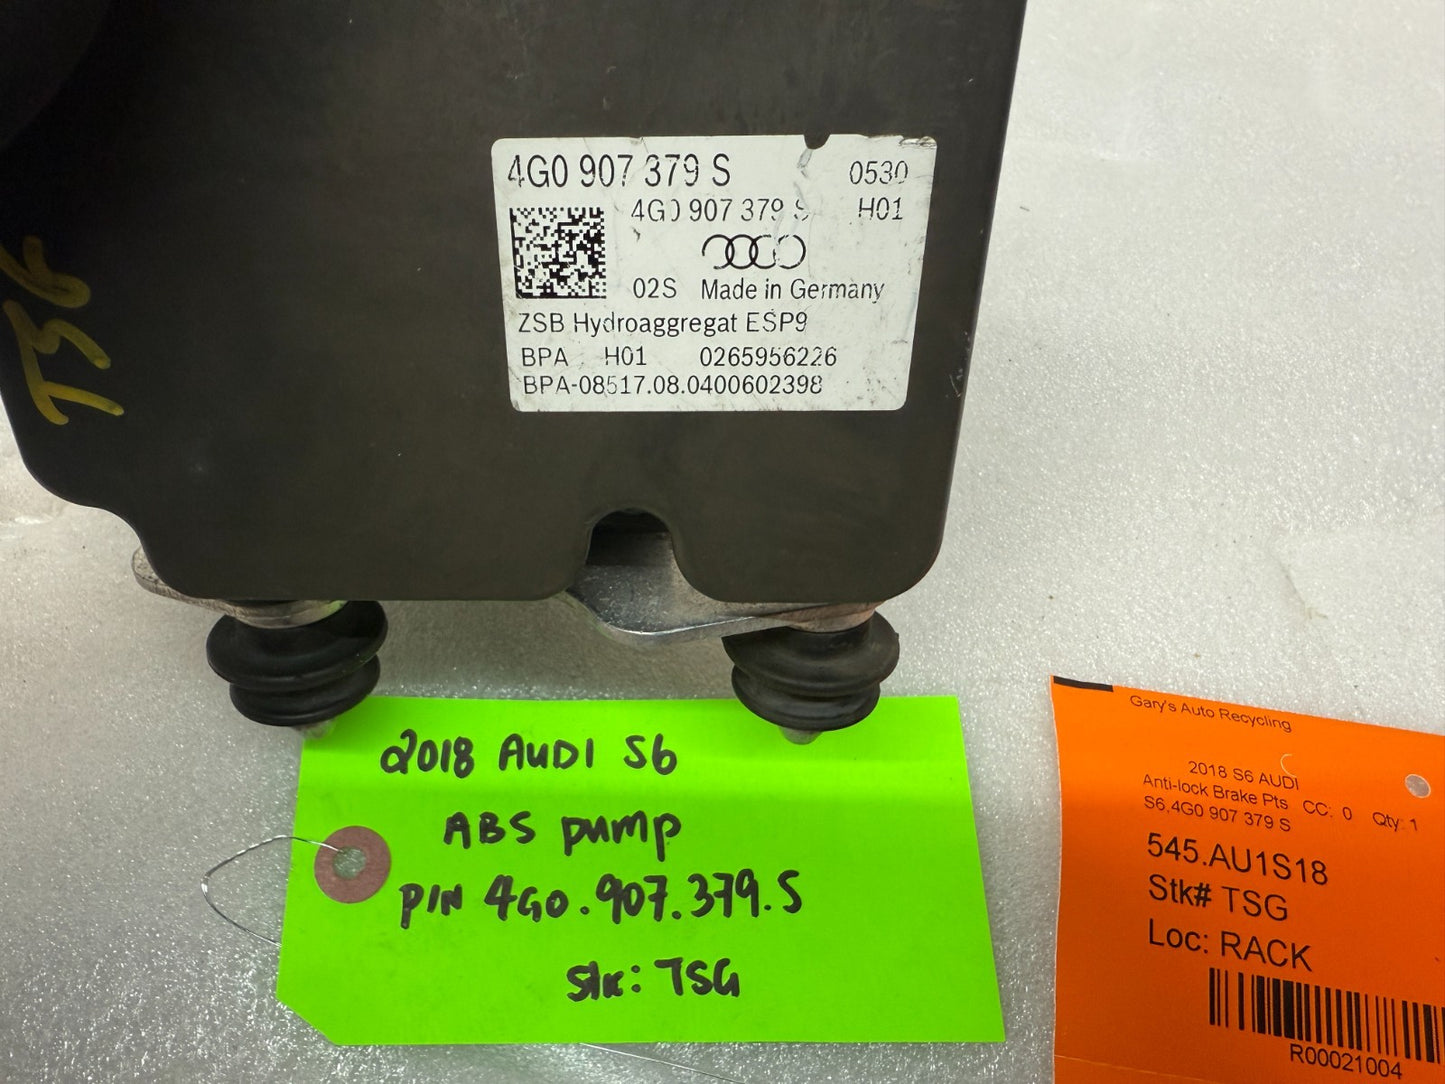 4G0 907 379 S 0530
4G0 907 379 S H01
02S Made in Germany
ZSB Hydroaggregat ESP9
BPA H01 0265956226
BPA-08517.08.0400602398
TSG
2018 AUDI S6
ABS pump
P/N 4G0.907.379.S
Stk: TSG
Gary's Auto Recycling
2018 S6 AUDI
Anti-lock Brake Pts CC: 0 Qty: 1
S6,4G0 907 379 S
545.AU1S18
Stk# TSG
Loc: RACK
R00021004